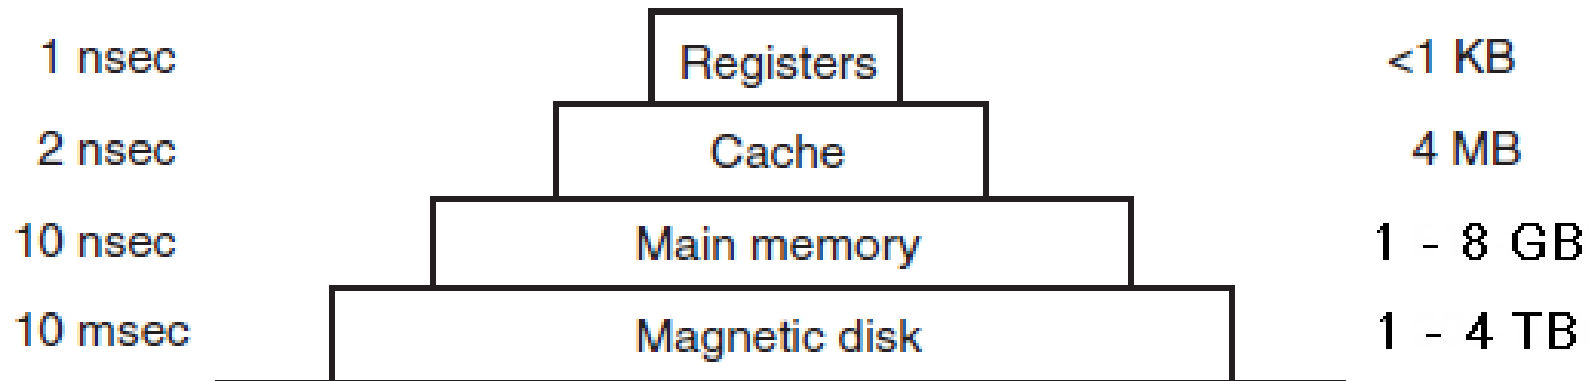 1 nsec Registers <1 KB
2 nsec Cache 4 MB
10 nsec Main memory 1 - 8 GB
10 msec Magnetic disk 1 - 4 TB